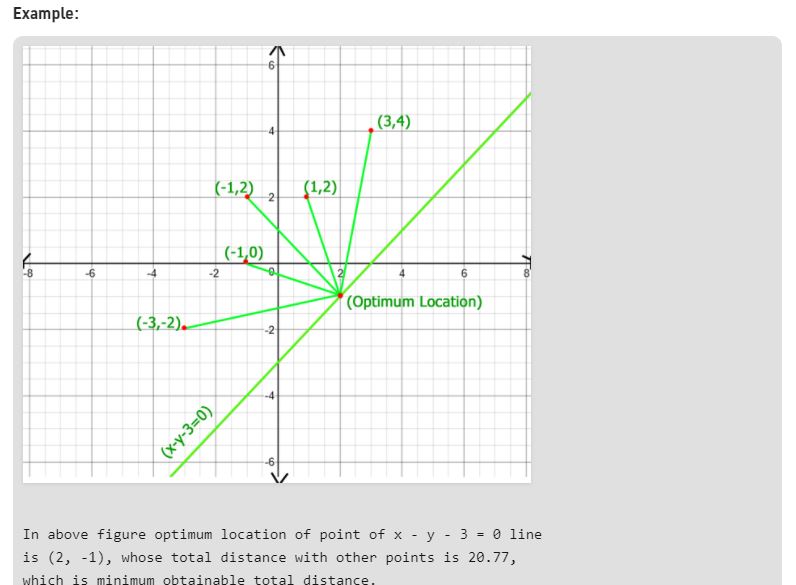 Example:
6
(3,4)
4
(-1,2) (1,2)
2
(-1,0)
-8 -6 -4 -2 0 2 4 6 8
(Optimum Location)
(-3,-2)
-2
-4
(x-y-3=0)
-6
In above figure optimum location of point of x - y - 3 = 0 line
is (2, -1), whose total distance with other points is 20.77,
which is minimum obtainable total distance.